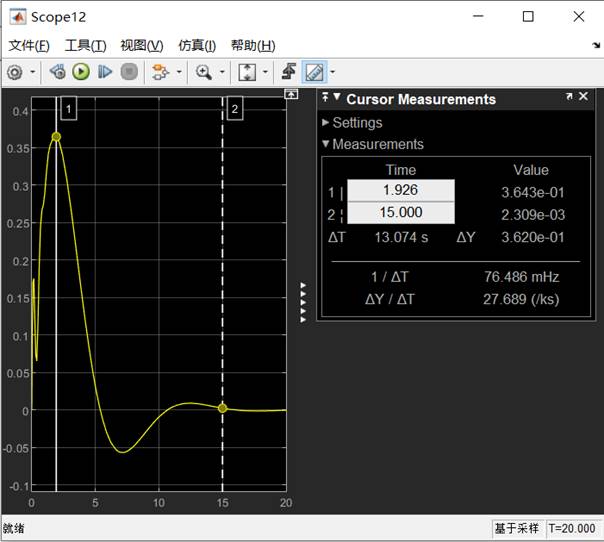 Scope12
文件(F) 工具(T) 视图(V) 仿真(I) 帮助(H)
1
2
0.4
0.35
0.3
0.25
0.2
0.15
0.1
0.05
0
-0.05
-0.1
0 5 10 15 20
Cursor Measurements
Settings
Measurements
Time Value
1 | 1.926 3.643e-01
2 ¦ 15.000 2.309e-03
ΔT 13.074 s ΔY 3.620e-01
1 / ΔT 76.486 mHz
ΔY / ΔT 27.689 (/ks)
就绪 基于采样 T=20.000